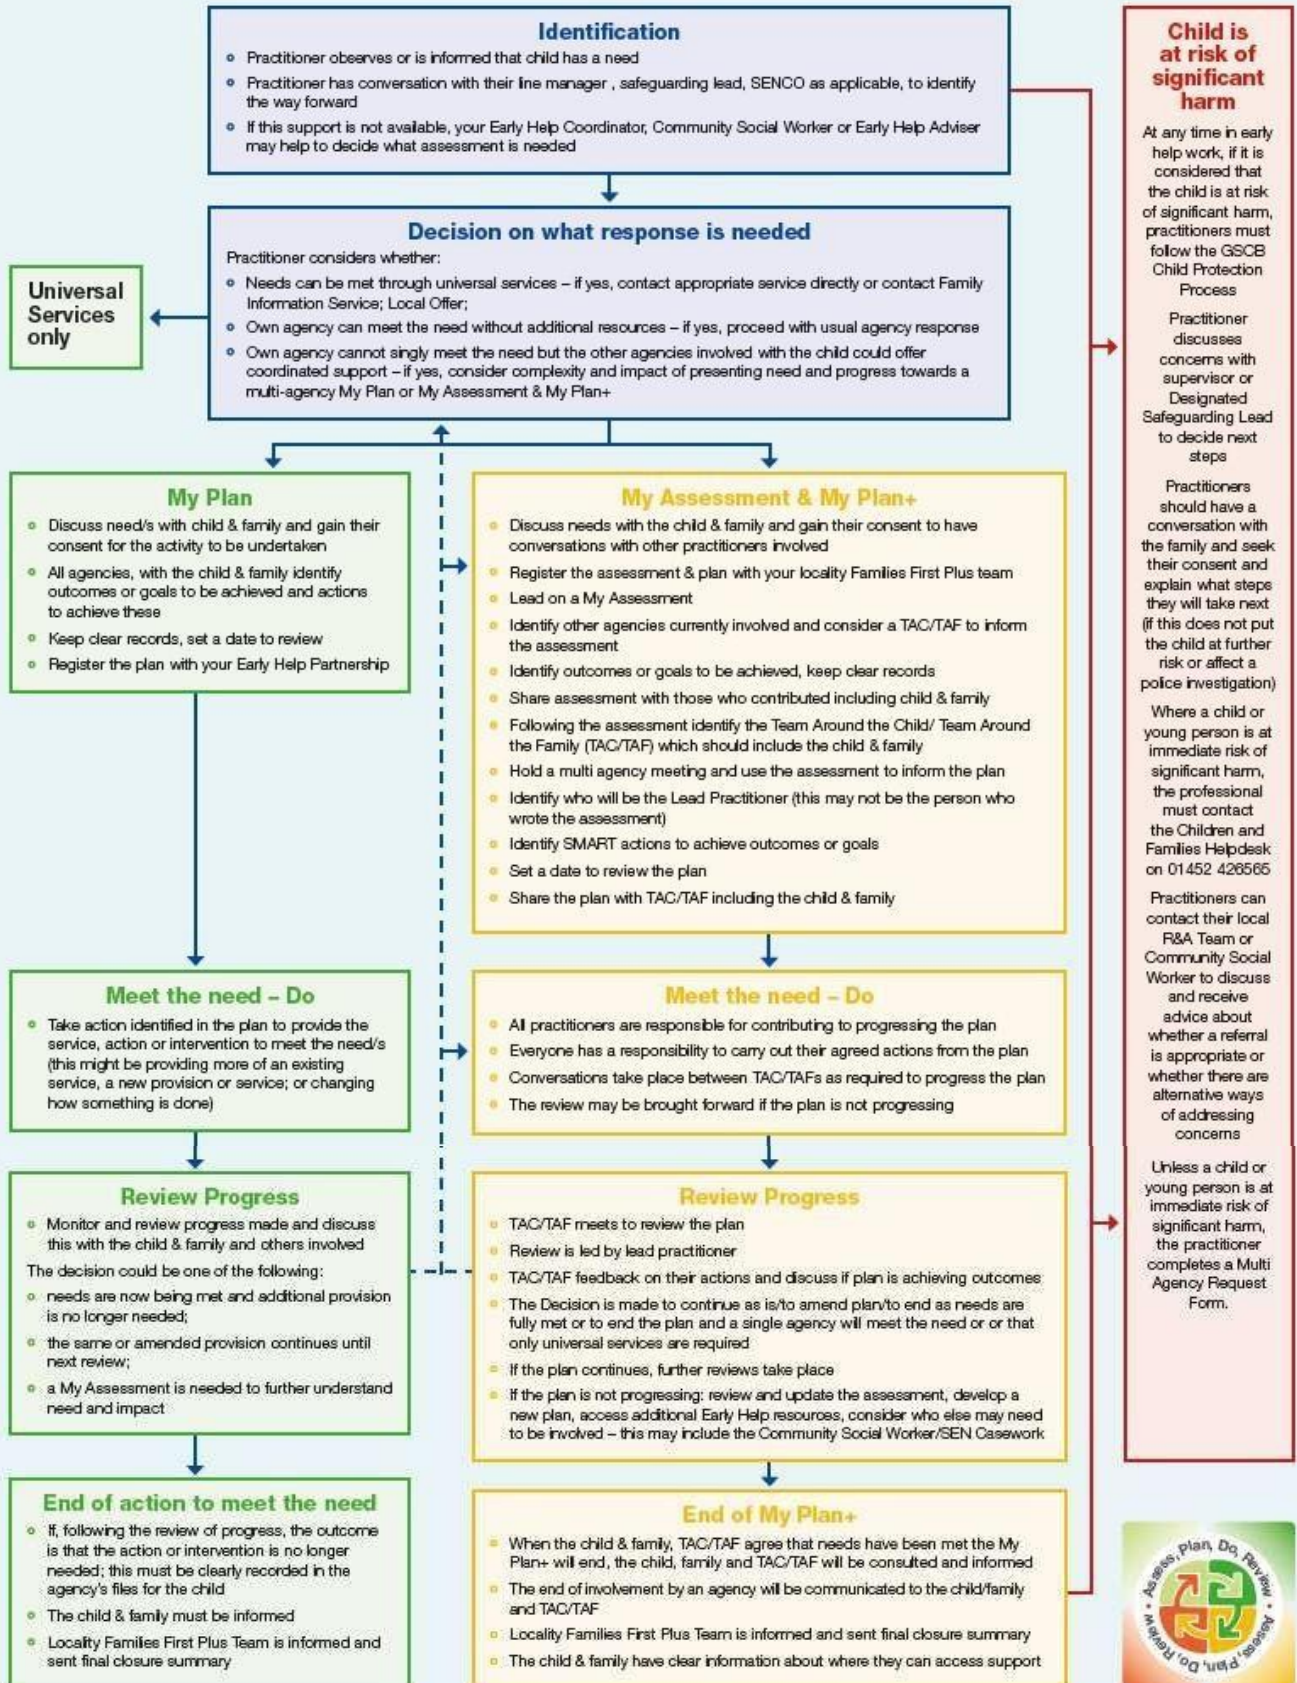 Identification
Practitioner observes or is informed that child has a need
Practitioner has conversation with their line manager , safeguarding lead, SENCO as applicable, to identify
the way forward
If this support is not available, your Early Help Coordinator, Community Social Worker or Early Help Adviser
may help to decide what assessment is needed
Decision on what response is needed
Practitioner considers whether:
Needs can be met through universal services – if yes, contact appropriate service directly or contact Family
Information Service; Local Offer;
Own agency can meet the need without additional resources – if yes, proceed with usual agency response
Own agency cannot singly meet the need but the other agencies involved with the child could offer
coordinated support – if yes, consider complexity and impact of presenting need and progress towards a
multi-agency My Plan or My Assessment & My Plan+
Universal
Services
only
My Plan
Discuss need/s with child & family and gain their
consent for the activity to be undertaken
All agencies, with the child & family identify
outcomes or goals to be achieved and actions
to achieve these
Keep clear records, set a date to review
Register the plan with your Early Help Partnership
Meet the need – Do
Take action identified in the plan to provide the
service, action or intervention to meet the need/s
(this might be providing more of an existing
service, a new provision or service; or changing
how something is done)
Review Progress
Monitor and review progress made and discuss
this with the child & family and others involved
The decision could be one of the following:
needs are now being met and additional provision
is no longer needed;
the same or amended provision continues until
next review;
a My Assessment is needed to further understand
need and impact
End of action to meet the need
If, following the review of progress, the outcome
is that the action or intervention is no longer
needed; this must be clearly recorded in the
agency's files for the child
The child & family must be informed
Locality Families First Plus Team is informed and
sent final closure summary
My Assessment & My Plan+
Discuss needs with the child & family and gain their consent to have
conversations with other practitioners involved
Register the assessment & plan with your locality Families First Plus team
Lead on a My Assessment
Identify other agencies currently involved and consider a TAC/TAF to inform
the assessment
Identify outcomes or goals to be achieved, keep clear records
Share assessment with those who contributed including child & family
Following the assessment identify the Team Around the Child/ Team Around
the Family (TAC/TAF) which should include the child & family
Hold a multi agency meeting and use the assessment to inform the plan
Identify who will be the Lead Practitioner (this may not be the person who
wrote the assessment)
Identify SMART actions to achieve outcomes or goals
Set a date to review the plan
Share the plan with TAC/TAF including the child & family
Meet the need – Do
All practitioners are responsible for contributing to progressing the plan
Everyone has a responsibility to carry out their agreed actions from the plan
Conversations take place between TAC/TAFs as required to progress the plan
The review may be brought forward if the plan is not progressing
Review Progress
TAC/TAF meets to review the plan
Review is led by lead practitioner
TAC/TAF feedback on their actions and discuss if plan is achieving outcomes
The Decision is made to continue as is/to amend plan/to end as needs are
fully met or to end the plan and a single agency will meet the need or or that
only universal services are required
If the plan continues, further reviews take place
If the plan is not progressing: review and update the assessment, develop a
new plan, access additional Early Help resources, consider who else may need
to be involved – this may include the Community Social Worker/SEN Casework
End of My Plan+
When the child & family, TAC/TAF agree that needs have been met the My
Plan+ will end, the child, family and TAC/TAF will be consulted and informed
The end of involvement by an agency will be communicated to the child/family
and TAC/TAF
Locality Families First Plus Team is informed and sent final closure summary
The child & family have clear information about where they can access support
Child is
at risk of
significant
harm
At any time in early
help work, if it is
considered that
the child is at risk
of significant harm,
practitioners must
follow the GSCB
Child Protection
Process
Practitioner
discusses
concerns with
supervisor or
Designated
Safeguarding Lead
to decide next
steps
Practitioners
should have a
conversation with
the family and seek
their consent and
explain what steps
they will take next
(if this does not put
the child at further
risk or affect a
police investigation)
Where a child or
young person is at
immediate risk of
significant harm,
the professional
must contact
the Children and
Families Helpdesk
on 01452 426565
Practitioners can
contact their local
R&A Team or
Community Social
Worker to discuss
and receive
advice about
whether a referral
is appropriate or
whether there are
alternative ways
of addressing
concerns
Unless a child or
young person is at
immediate risk of
significant harm,
the practitioner
completes a Multi
Agency Request
Form.
Assess, Plan, Do, Review • Assess, Plan, Do, Review •